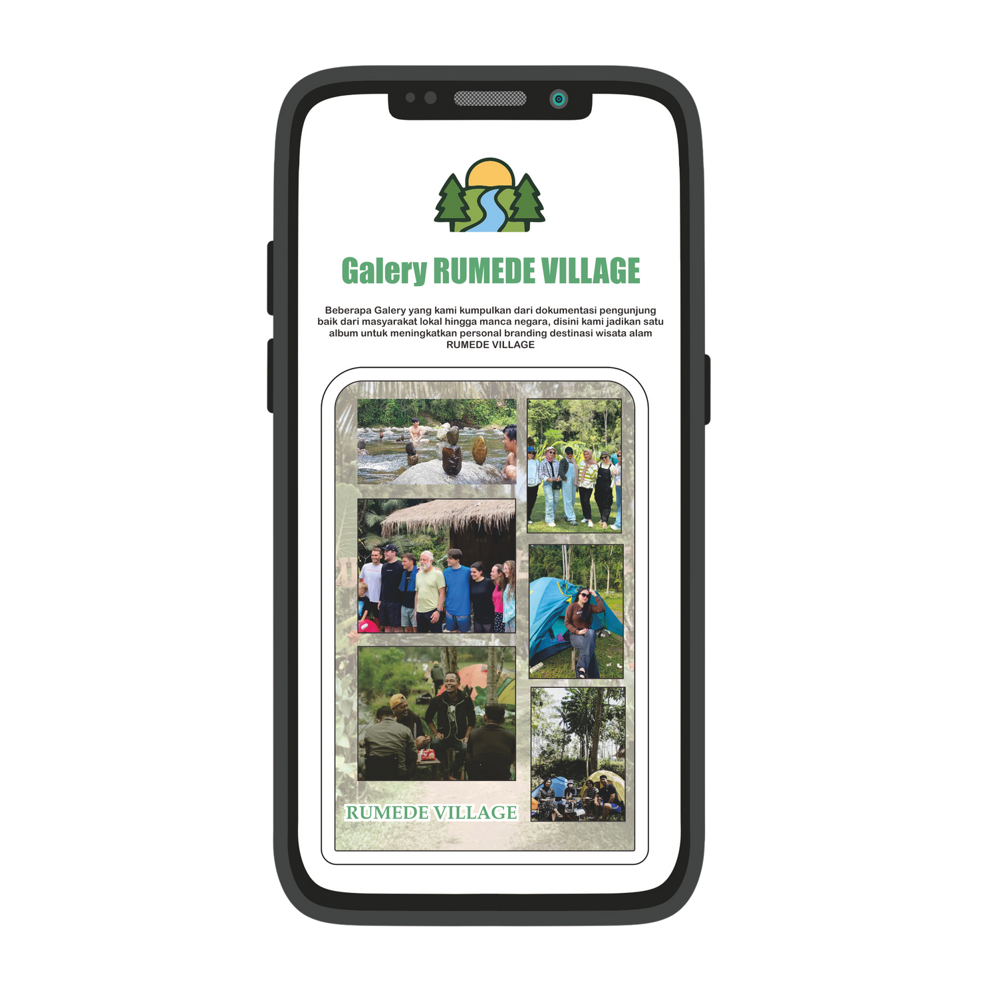 Galery RUMEDE VILLAGE
Beberapa Galery yang kami kumpulkan dari dokumentasi pengunjung
baik dari masyarakat lokal hingga manca negara, disini kami jadikan satu
album untuk meningkatkan personal branding destinasi wisata alam
RUMEDE VILLAGE
RUMEDE VILLAGE